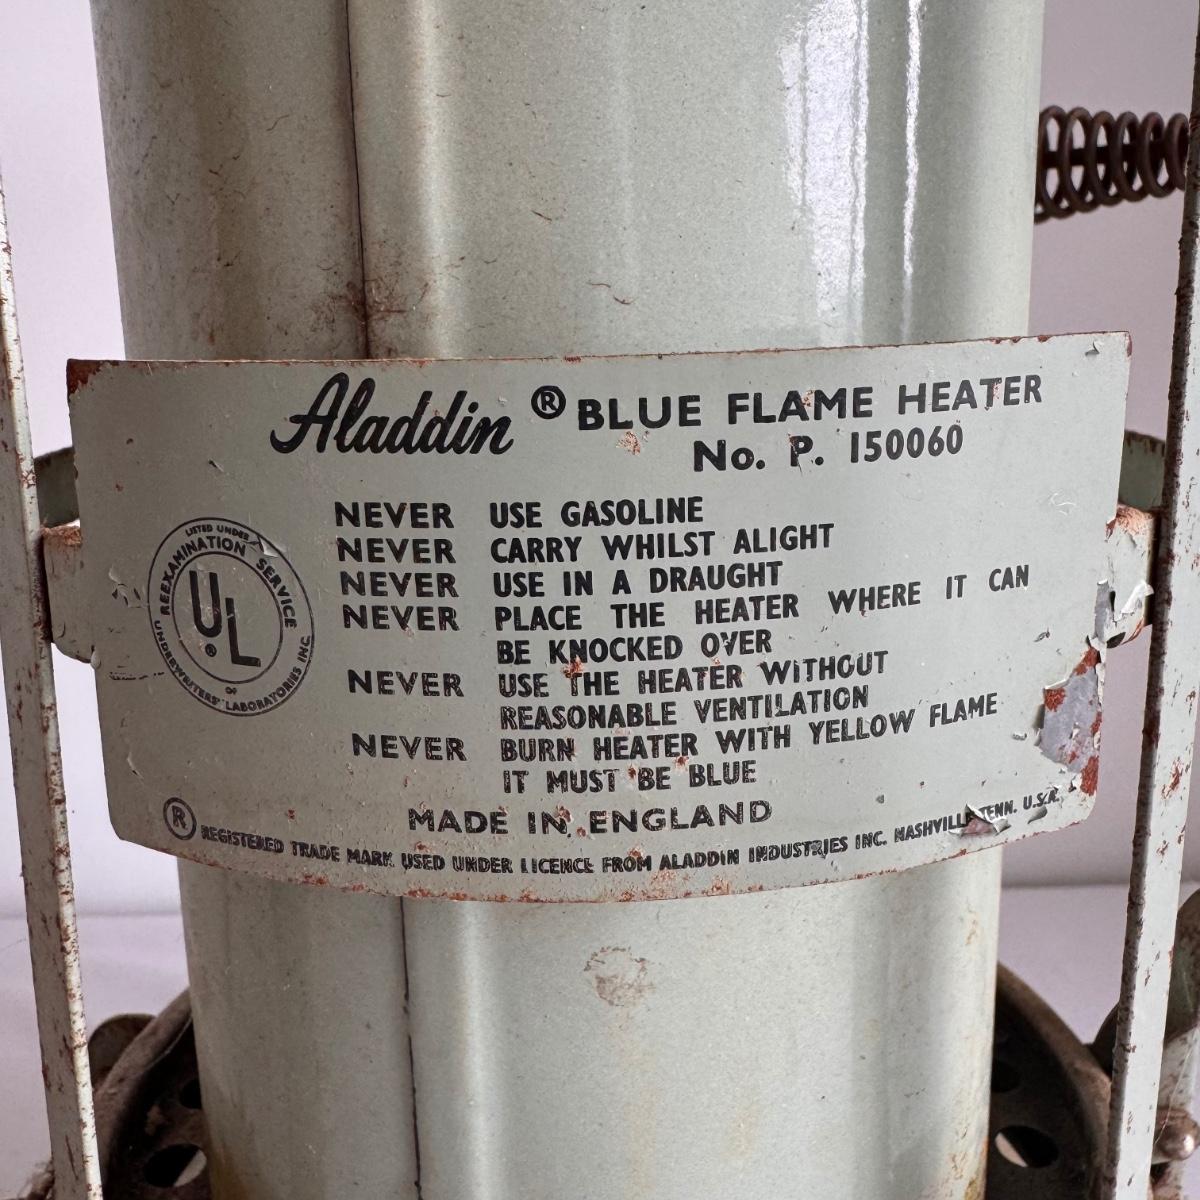 Aladdin ® BLUE FLAME HEATER
No. P. 150060
NEVER USE GASOLINE
NEVER CARRY WHILST ALIGHT
NEVER USE IN A DRAUGHT
NEVER PLACE THE HEATER WHERE IT CAN
BE KNOCKED OVER
NEVER USE THE HEATER WITHOUT
REASONABLE VENTILATION
NEVER BURN HEATER WITH YELLOW FLAME
IT MUST BE BLUE
LISTED UNDER
REEXAMINATION SERVICE
UL ®
OF
UNDERWRITERS' LABORATORIES INC.
MADE IN ENGLAND
® REGISTERED TRADE MARK USED UNDER LICENCE FROM ALADDIN INDUSTRIES INC. NASHVILLE TENN. U.S.A.